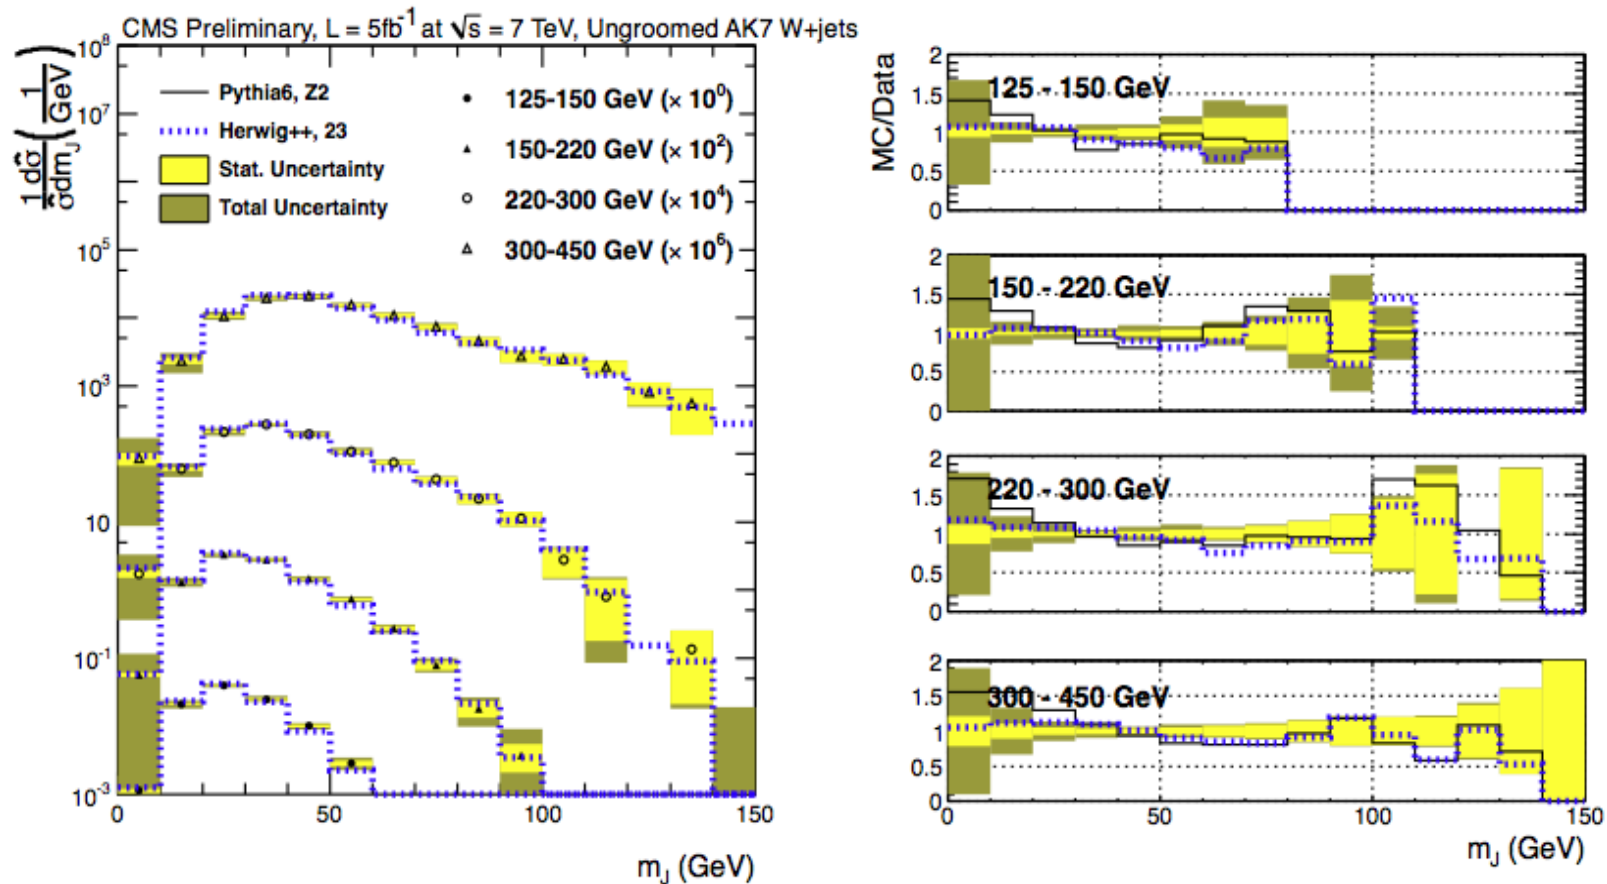 CMS Preliminary, L = 5fb⁻¹ at √s = 7 TeV, Ungroomed AK7 W+jets
1/σ̂ dσ̂/dm_J (1/GeV)
10⁸
10⁷
10⁵
10³
10
10⁻¹
10⁻³
Pythia6, Z2
Herwig++, 23
Stat. Uncertainty
Total Uncertainty
125-150 GeV (× 10⁰)
150-220 GeV (× 10²)
220-300 GeV (× 10⁴)
300-450 GeV (× 10⁶)
0 50 100 150
m_J (GeV)
MC/Data
125 - 150 GeV
2
1.5
1
0.5
0
150 - 220 GeV
2
1.5
1
0.5
0
220 - 300 GeV
2
1.5
1
0.5
0
300 - 450 GeV
2
1.5
1
0.5
0
0 50 100 150
m_J (GeV)